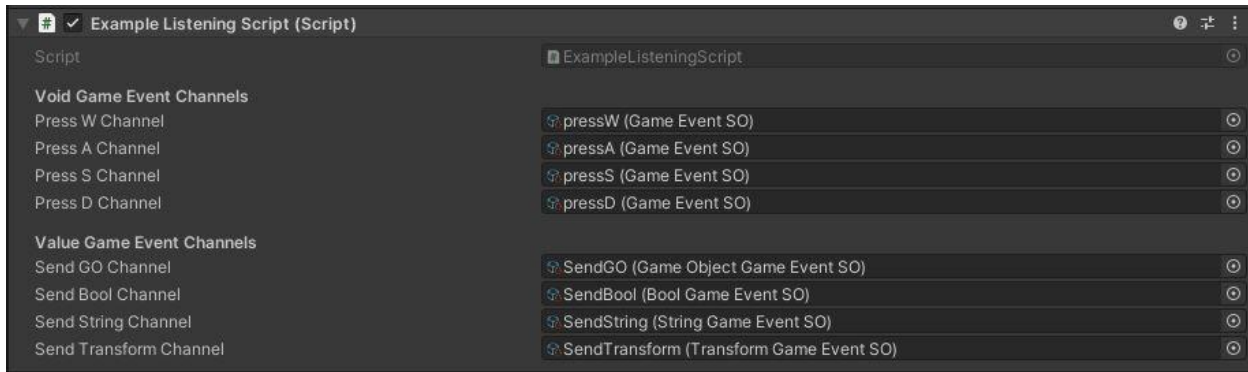 Example Listening Script (Script)
Script ExampleListeningScript
Void Game Event Channels
Press W Channel pressW (Game Event SO)
Press A Channel pressA (Game Event SO)
Press S Channel pressS (Game Event SO)
Press D Channel pressD (Game Event SO)
Value Game Event Channels
Send GO Channel SendGO (Game Object Game Event SO)
Send Bool Channel SendBool (Bool Game Event SO)
Send String Channel SendString (String Game Event SO)
Send Transform Channel SendTransform (Transform Game Event SO)